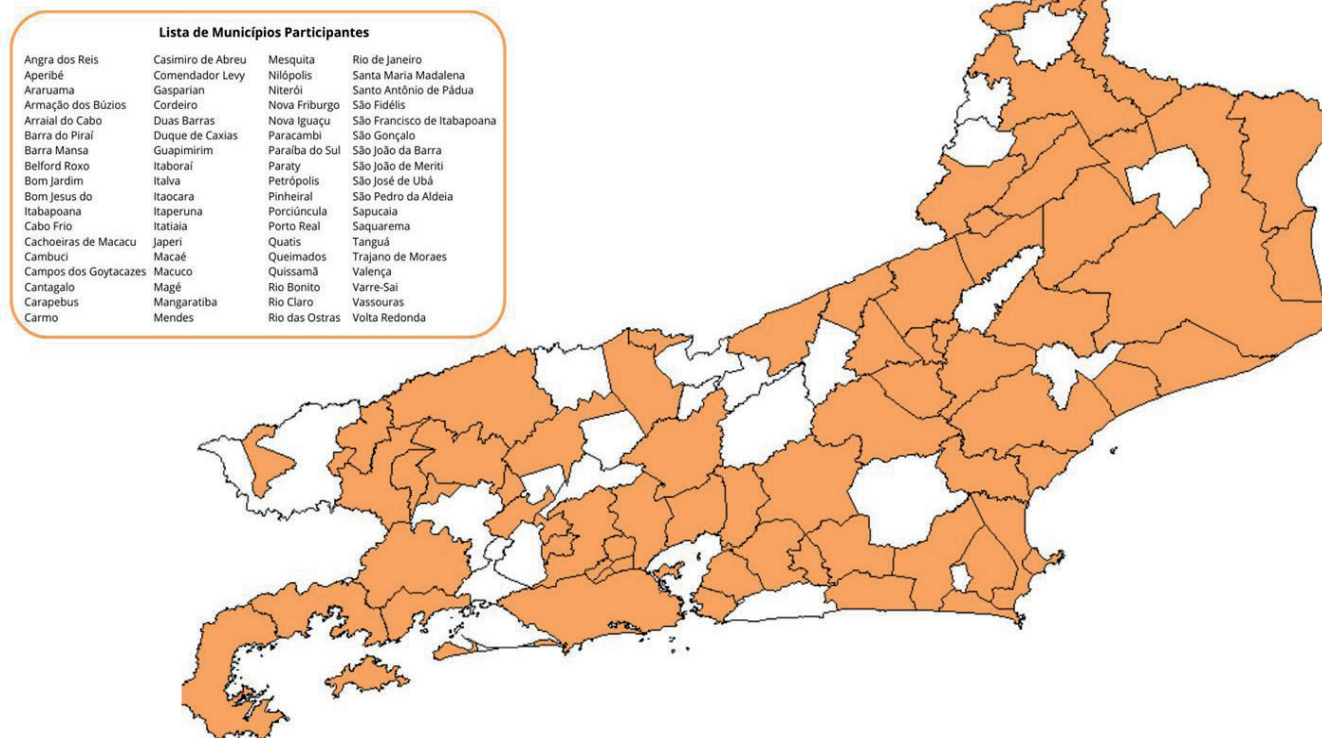 Lista de Municípios Participantes
Angra dos Reis
Aperibé
Araruama
Armação dos Búzios
Arraial do Cabo
Barra do Piraí
Barra Mansa
Belford Roxo
Bom Jardim
Bom Jesus do
Itabapoana
Cabo Frio
Cachoeiras de Macacu
Cambuci
Campos dos Goytacazes
Cantagalo
Carapebus
Carmo
Casimiro de Abreu
Comendador Levy
Gasparian
Cordeiro
Duas Barras
Duque de Caxias
Guapimirim
Itaboraí
Italva
Itaocara
Itaperuna
Itatiaia
Japeri
Macaé
Macuco
Magé
Mangaratiba
Mendes
Mesquita
Nilópolis
Niterói
Nova Friburgo
Nova Iguaçu
Paracambi
Paraíba do Sul
Paraty
Petrópolis
Pinheiral
Porciúncula
Porto Real
Quatis
Queimados
Quissamã
Rio Bonito
Rio Claro
Rio das Ostras
Rio de Janeiro
Santa Maria Madalena
Santo Antônio de Pádua
São Fidélis
São Francisco de Itabapoana
São Gonçalo
São João da Barra
São João de Meriti
São José de Ubá
São Pedro da Aldeia
Sapucaia
Saquarema
Tanguá
Trajano de Moraes
Valença
Varre-Sai
Vassouras
Volta Redonda